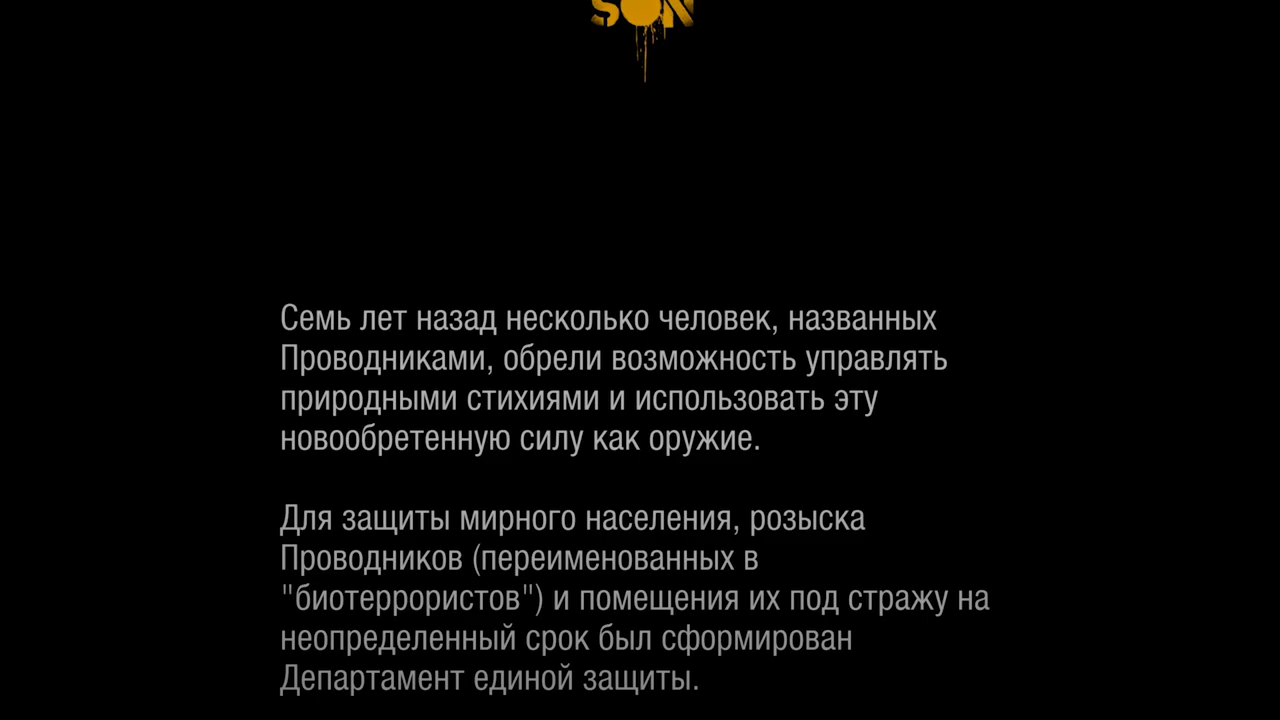 SON
Семь лет назад несколько человек, названных
Проводниками, обрели возможность управлять
природными стихиями и использовать эту
новообретенную силу как оружие.
Для защиты мирного населения, розыска
Проводников (переименованных в
"биотеррористов") и помещения их под стражу на
неопределенный срок был сформирован
Департамент единой защиты.